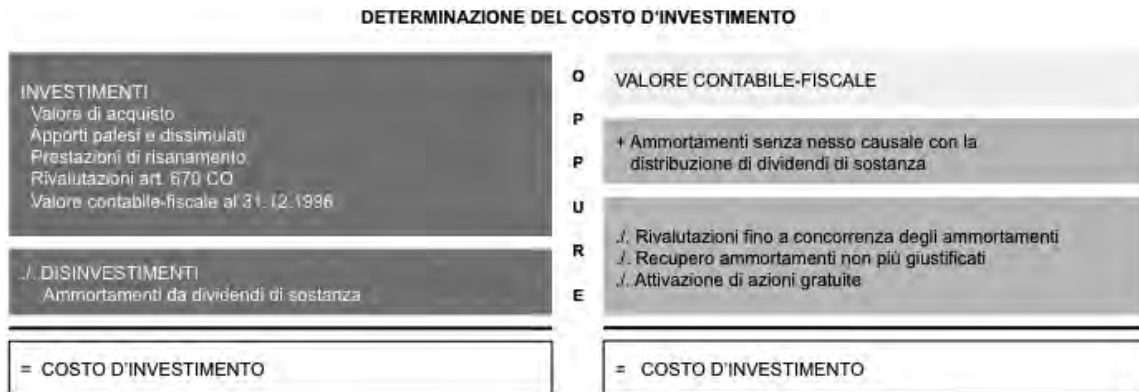 DETERMINAZIONE DEL COSTO D'INVESTIMENTO
INVESTIMENTI
Valore di acquisto
Apporti palesi e dissimulati
Prestazioni di risanamento
Rivalutazioni art. 670 CO
Valore contabile-fiscale al 31.12.1996
./. DISINVESTIMENTI
Ammortamenti da dividendi di sostanza
= COSTO D'INVESTIMENTO
O
P
P
U
R
E
VALORE CONTABILE-FISCALE
+ Ammortamenti senza nesso causale con la
distribuzione di dividendi di sostanza
./. Rivalutazioni fino a concorrenza degli ammortamenti
./. Recupero ammortamenti non più giustificati
./. Attivazione di azioni gratuite
= COSTO D'INVESTIMENTO